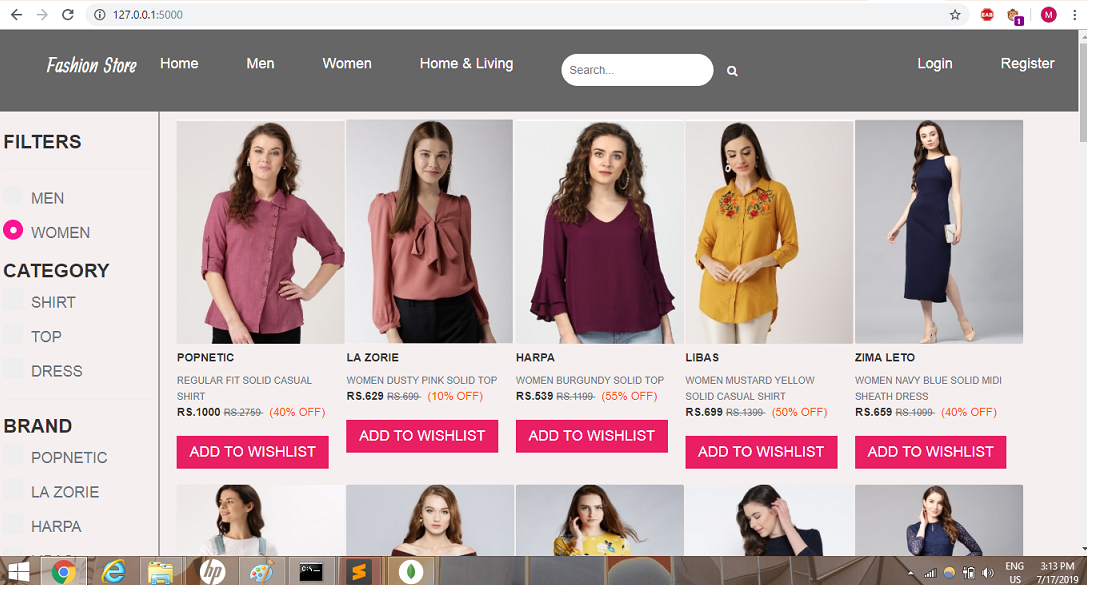 127.0.0.1:5000
EAB
1
M
Fashion Store
Home
Men
Women
Home & Living
Search...
Login
Register
FILTERS
MEN
WOMEN
CATEGORY
SHIRT
TOP
DRESS
BRAND
POPNETIC
LA ZORIE
HARPA
POPNETIC
REGULAR FIT SOLID CASUAL
SHIRT
RS.1000 RS.2759 (40% OFF)
ADD TO WISHLIST
LA ZORIE
WOMEN DUSTY PINK SOLID TOP
RS.629 RS.699 (10% OFF)
ADD TO WISHLIST
HARPA
WOMEN BURGUNDY SOLID TOP
RS.539 RS.1199 (55% OFF)
ADD TO WISHLIST
LIBAS
WOMEN MUSTARD YELLOW
SOLID CASUAL SHIRT
RS.699 RS.1399 (50% OFF)
ADD TO WISHLIST
ZIMA LETO
WOMEN NAVY BLUE SOLID MIDI
SHEATH DRESS
RS.659 RS.1099 (40% OFF)
ADD TO WISHLIST
hp
ENG
US
3:13 PM
7/17/2019